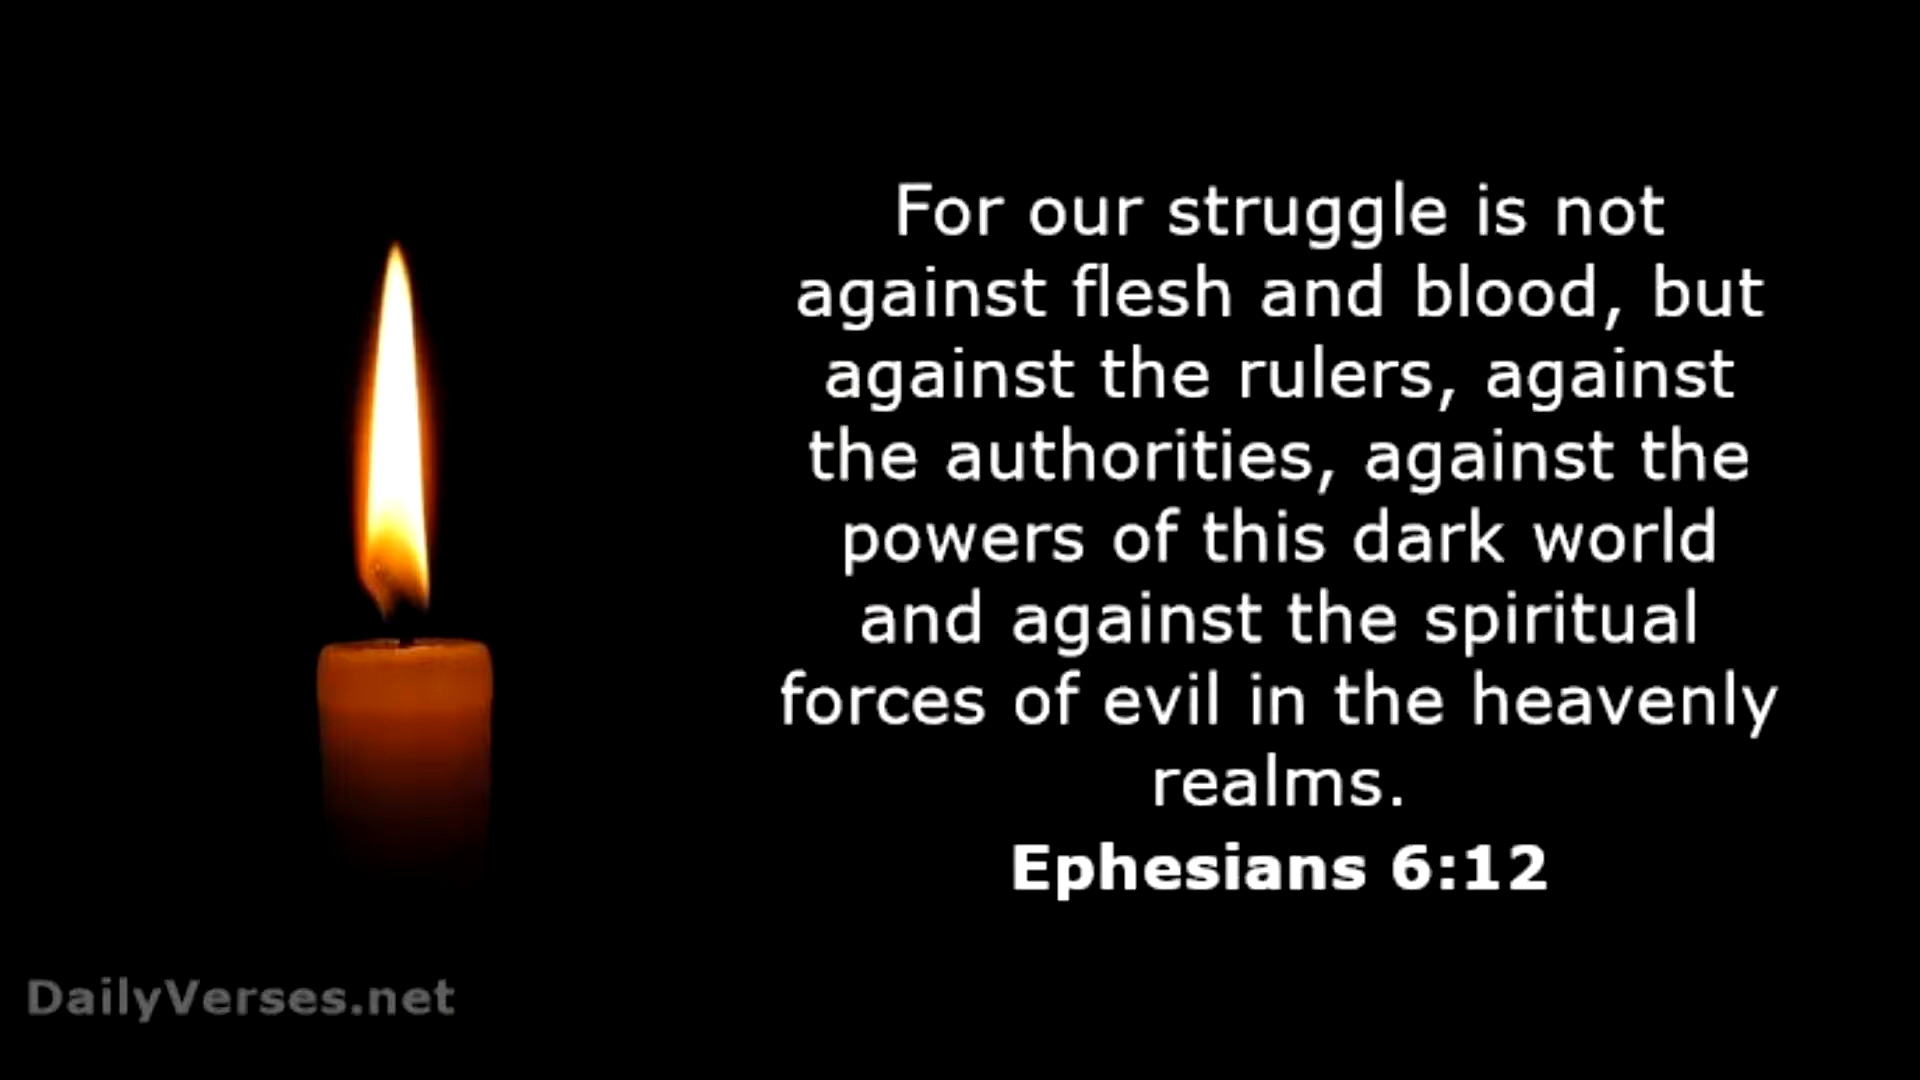 For our struggle is not
against flesh and blood, but
against the rulers, against
the authorities, against the
powers of this dark world
and against the spiritual
forces of evil in the heavenly
realms.
Ephesians 6:12
DailyVerses.net